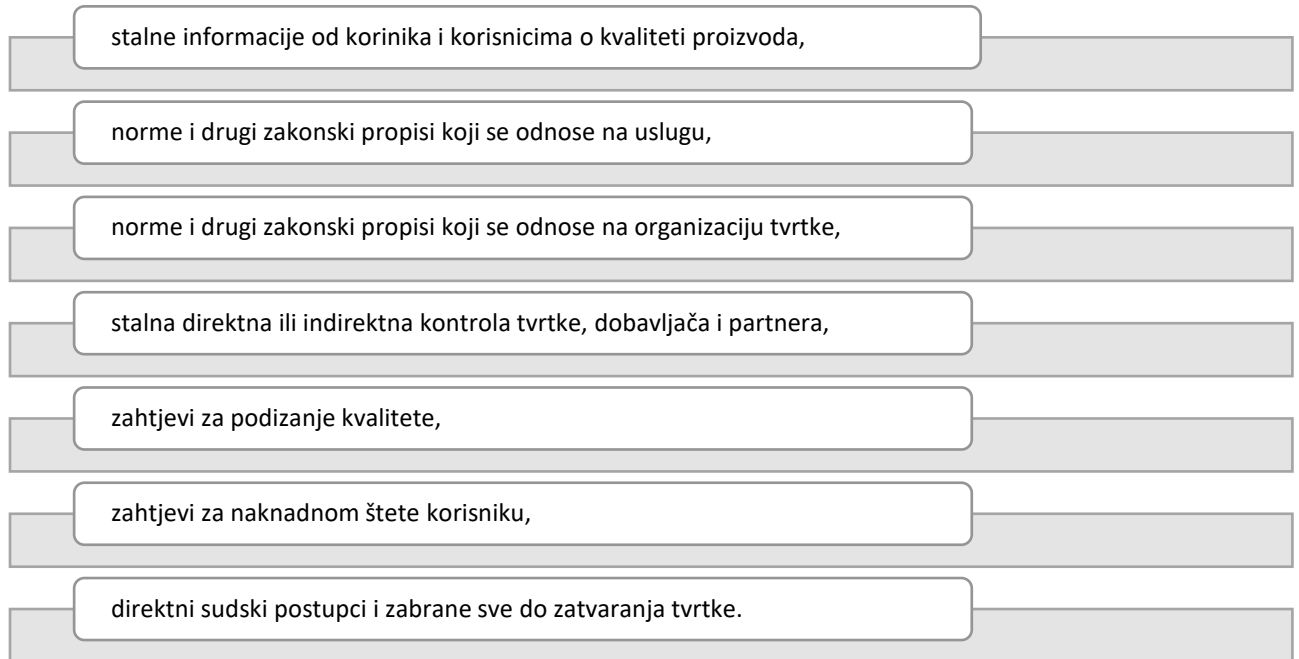 stalne informacije od korinika i korisnicima o kvaliteti proizvoda,
norme i drugi zakonski propisi koji se odnose na uslugu,
norme i drugi zakonski propisi koji se odnose na organizaciju tvrtke,
stalna direktna ili indirektna kontrola tvrtke, dobavljača i partnera,
zahtjevi za podizanje kvalitete,
zahtjevi za naknadnom štete korisniku,
direktni sudski postupci i zabrane sve do zatvaranja tvrtke.